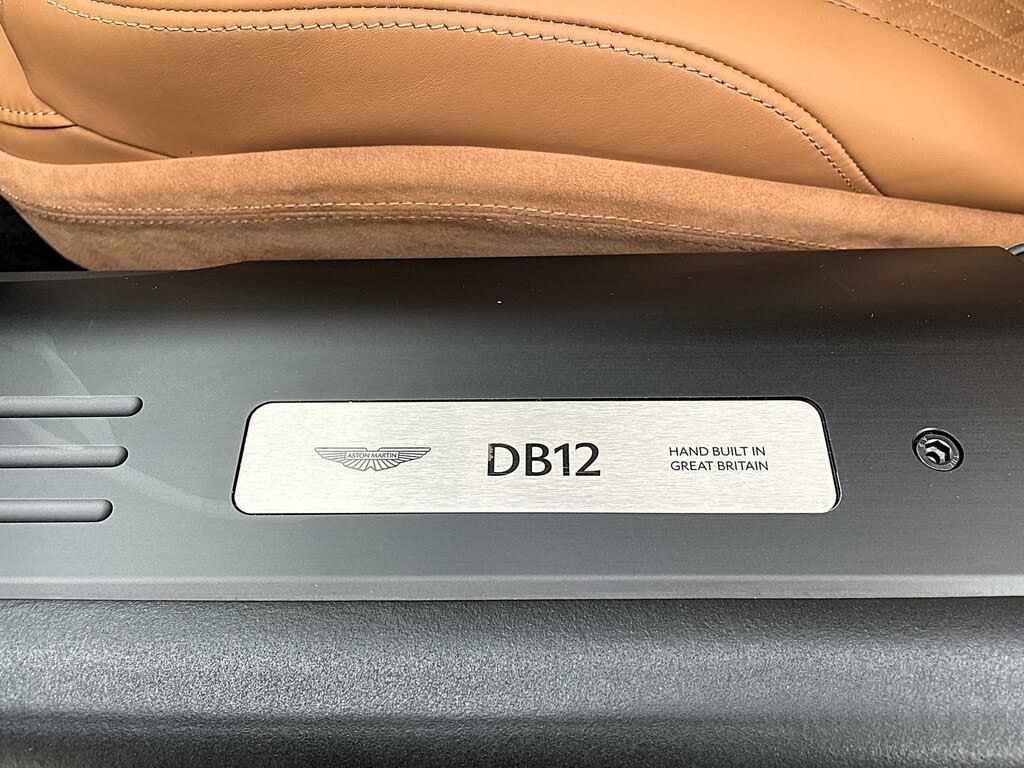 ASTON MARTIN
DB12
HAND BUILT IN
GREAT BRITAIN